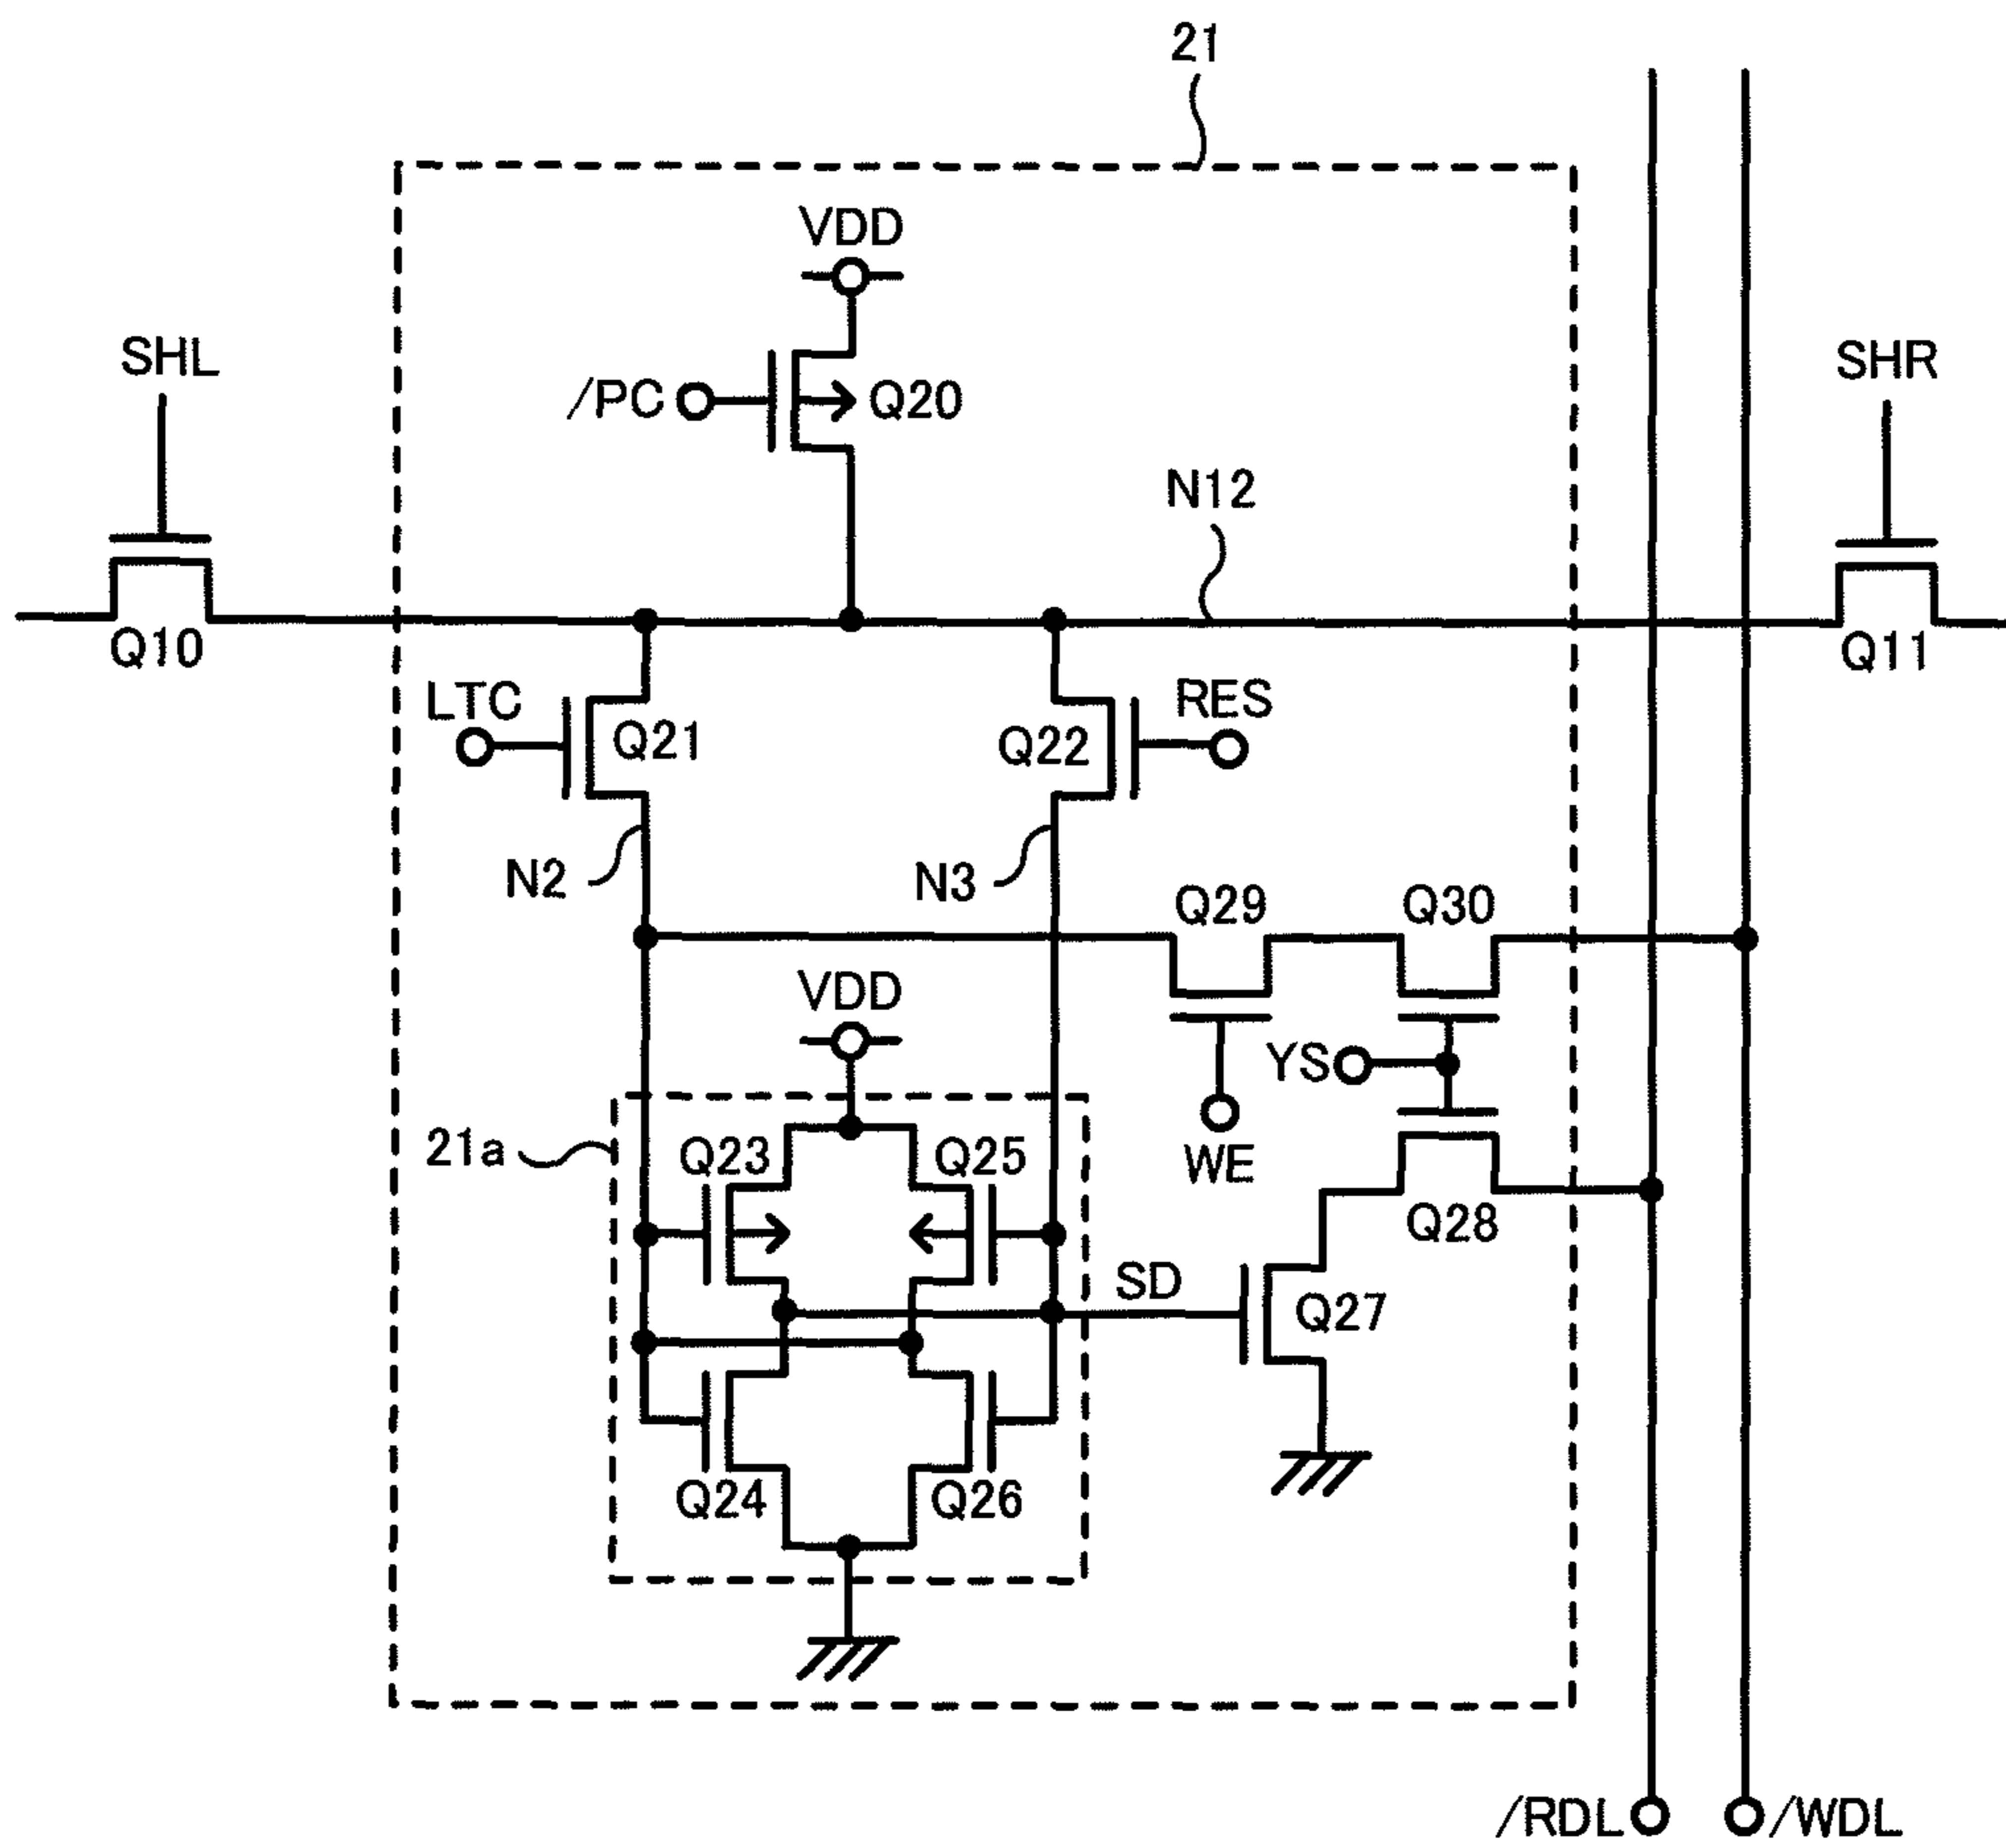 21
VDD
SHL
SHR
/PC
Q20
N12
Q10
Q11
LTC
Q21
Q22
RES
N2
N3
Q29
Q30
VDD
YS
21a
Q23
Q25
WE
Q28
SD
Q27
Q24
Q26
/RDL
/WDL